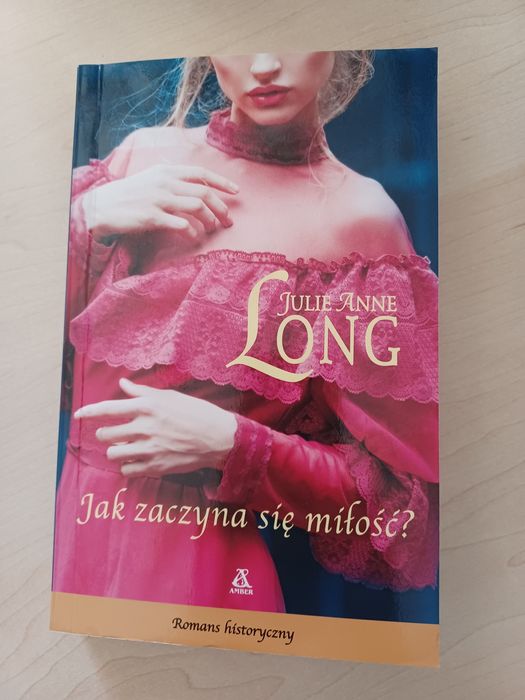 JULIE ANNE
LONG
Jak zaczyna się miłość?
AMBER
Romans historyczny